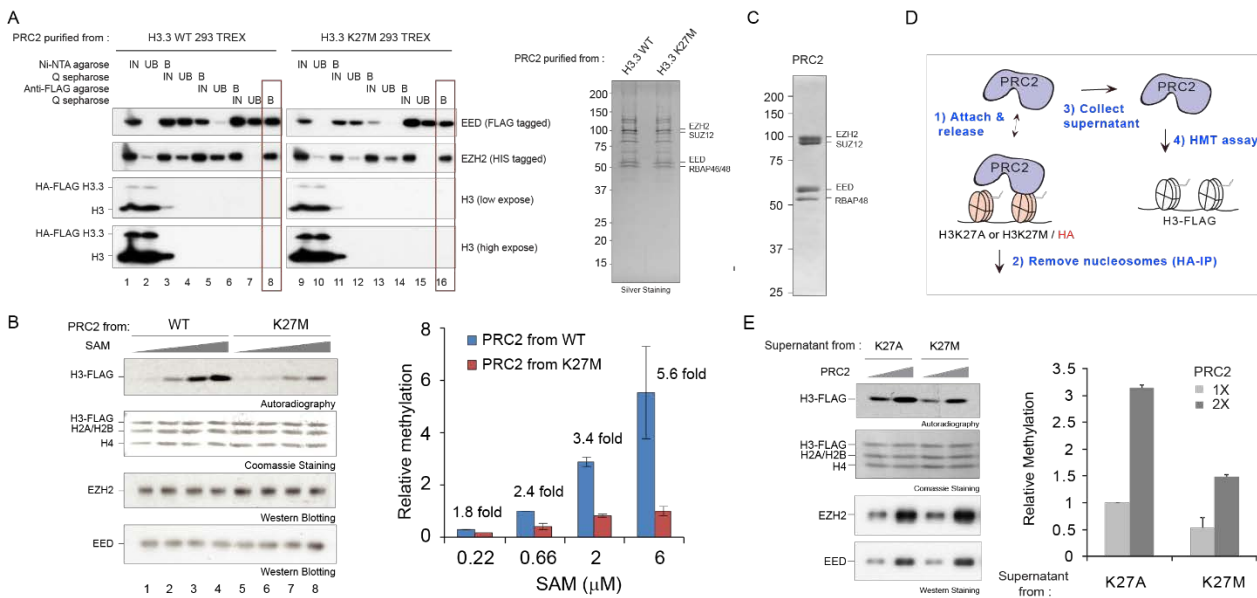 A
PRC2 purified from : H3.3 WT 293 TREX H3.3 K27M 293 TREX
Ni-NTA agarose IN UB B IN UB B
Q sepharose IN UB B IN UB B
Anti-FLAG agarose IN UB B IN UB B
Q sepharose IN UB B IN UB B
EED (FLAG tagged)
EZH2 (HIS tagged)
HA-FLAG H3.3
H3
H3 (low expose)
HA-FLAG H3.3
H3
H3 (high expose)
1 2 3 4 5 6 7 8 9 10 11 12 13 14 15 16
PRC2 purified from : H3.3 WT H3.3 K27M
200
120
100
60
50
37
25
20
15
EZH2
SUZ12
EED
RBAP46/48
Silver Staining
C
PRC2
200
120
100
50
37
25
EZH2
SUZ12
EED
RBAP48
D
PRC2
1) Attach & release
3) Collect supernatant
4) HMT assay
PRC2
H3K27A or H3K27M / HA
H3-FLAG
2) Remove nucleosomes (HA-IP)
B
PRC2 from: WT K27M
SAM
H3-FLAG
Autoradiography
H3-FLAG
H2A/H2B
H4
Coomassie Staining
EZH2
Western Blotting
EED
Western Blotting
1 2 3 4 5 6 7 8
Relative methylation
8
6
4
2
0
PRC2 from WT
PRC2 from K27M
1.8 fold
2.4 fold
3.4 fold
5.6 fold
0.22 0.66 2 6
SAM (μM)
E
Supernatant from : K27A K27M
PRC2
H3-FLAG
Autoradiography
H3-FLAG
H2A/H2B
H4
Comassie Staining
EZH2
EED
Western Staining
Relative Methylation
3.5
3
2.5
2
1.5
1
0.5
0
PRC2
1X
2X
Supernatant from : K27A K27M